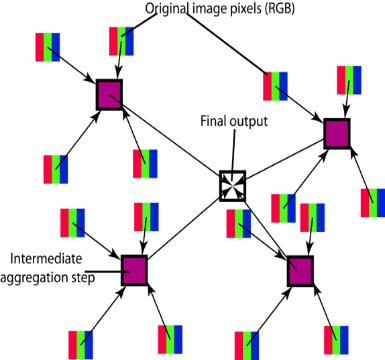 Original image pixels (RGB)
Final output
Intermediate
aggregation step